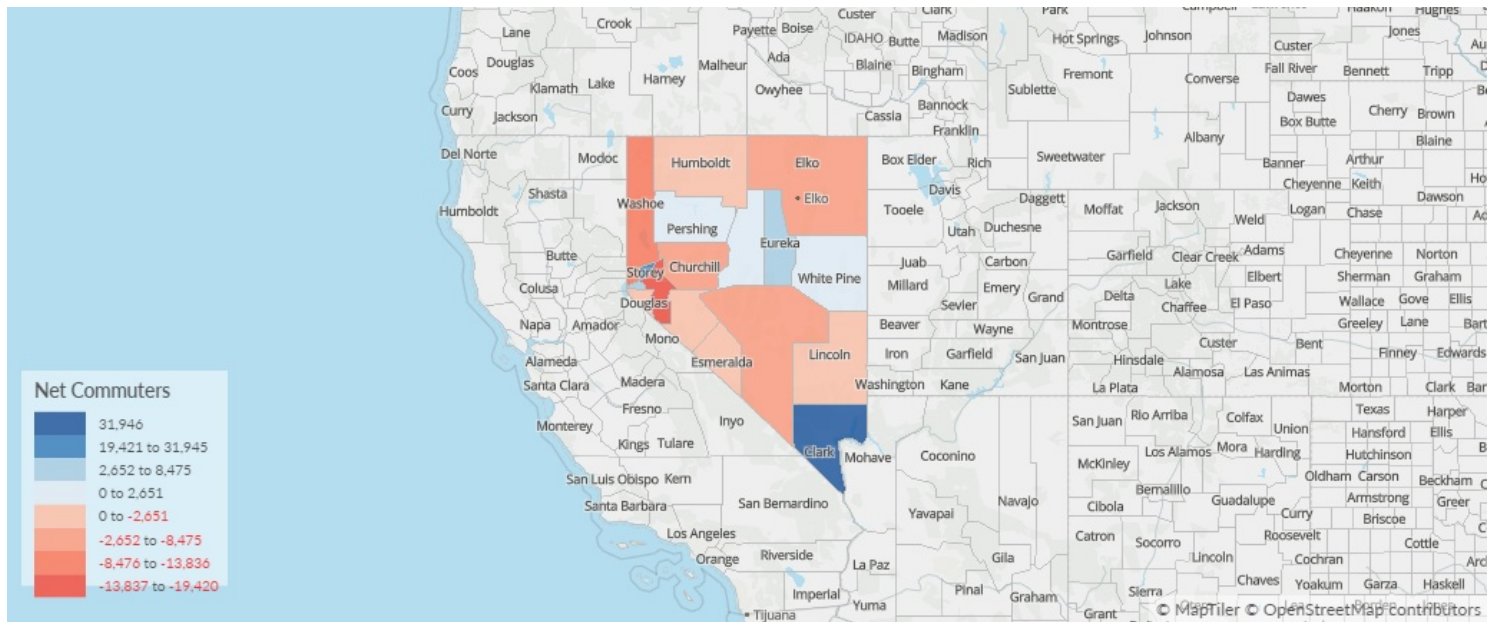 Crook
Custer
Clark
Park
Johnson
Campbell
Haakon
Hughes
Lane
Payette Boise
IDAHO Butte
Madison
Hot Springs
Custer
Jones
Douglas
Coos
Malheur
Ada
Blaine
Bingham
Fremont
Converse
Fall River
Bennett
Tripp
Klamath
Lake
Harney
Owyhee
Sublette
Dawes
Curry
Jackson
Bannock
Cassia
Box Butte
Cherry
Brown
Franklin
Albany
Blaine
Del Norte
Modoc
Humboldt
Elko
Box Elder
Rich
Sweetwater
Banner
Arthur
Shasta
Elko
Davis
Cheyenne
Keith
Humboldt
Washoe
Tooele
Daggett
Moffat
Jackson
Weld
Logan
Chase
Dawson
Pershing
Utah
Duchesne
Butte
Eureka
Garfield
Clear Creek
Adams
Cheyenne
Norton
Storey
Churchill
White Pine
Juab
Carbon
Elbert
Sherman
Graham
Colusa
Millard
Emery
Lake
Douglas
Sevier
Grand
Delta
Chaffee
El Paso
Wallace
Gove
Ellis
Napa
Amador
Mono
Beaver
Wayne
Montrose
Greeley
Lane
Custer
Bent
Alameda
Esmeralda
Lincoln
Iron
Garfield
San Juan
Hinsdale
Finney
Edwards
Santa Clara
Madera
Washington
Kane
La Plata
Alamosa
Las Animas
Morton
Clark
Fresno
Inyo
San Juan
Rio Arriba
Colfax
Texas
Harper
Monterey
Union
Hansford
Ellis
Kings
Tulare
Clark
Mohave
Coconino
McKinley
Los Alamos
Mora
Harding
Hutchinson
San Luis Obispo
Kern
Oldham
Carson
Beckham
Santa Barbara
San Bernardino
Navajo
Cibola
Bernalillo
Guadalupe
Armstrong
Greer
Yavapai
Curry
Briscoe
Los Angeles
Catron
Socorro
Roosevelt
Cottle
Orange
Riverside
La Paz
Gila
Lincoln
Cochran
Imperial
Pinal
Graham
Sierra
Chaves
Yoakum
Garza
Haskell
Tijuana
Yuma
Grant
Net Commuters
31,946
19,421 to 31,945
2,652 to 8,475
0 to 2,651
0 to -2,651
-2,652 to -8,475
-8,476 to -13,836
-13,837 to -19,420
© MapTiler © OpenStreetMap contributors